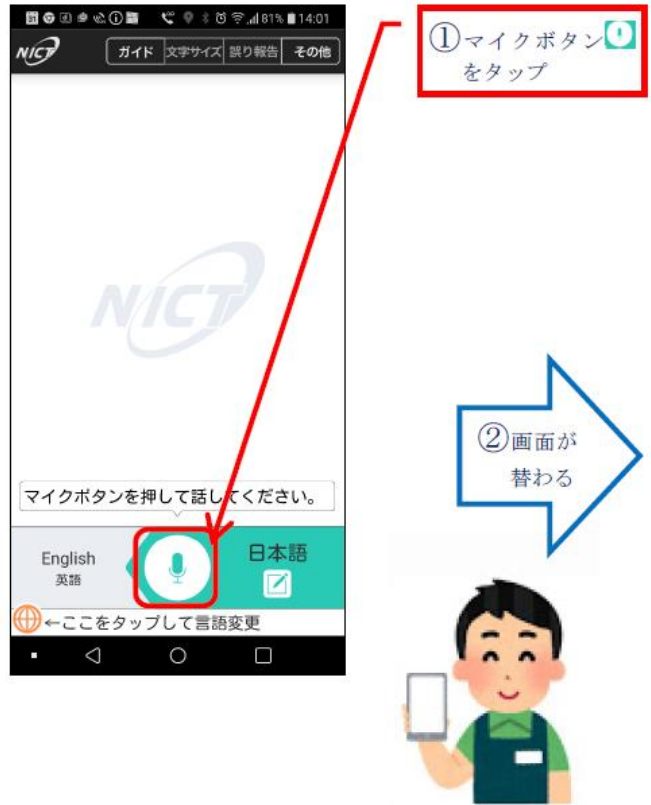 81% 14:01
NICT ガイド 文字サイズ 誤り報告 その他
①マイクボタン
をタップ
NICT
②画面が
替わる
マイクボタンを押して話してください。
English
英語
日本語
←ここをタップして言語変更